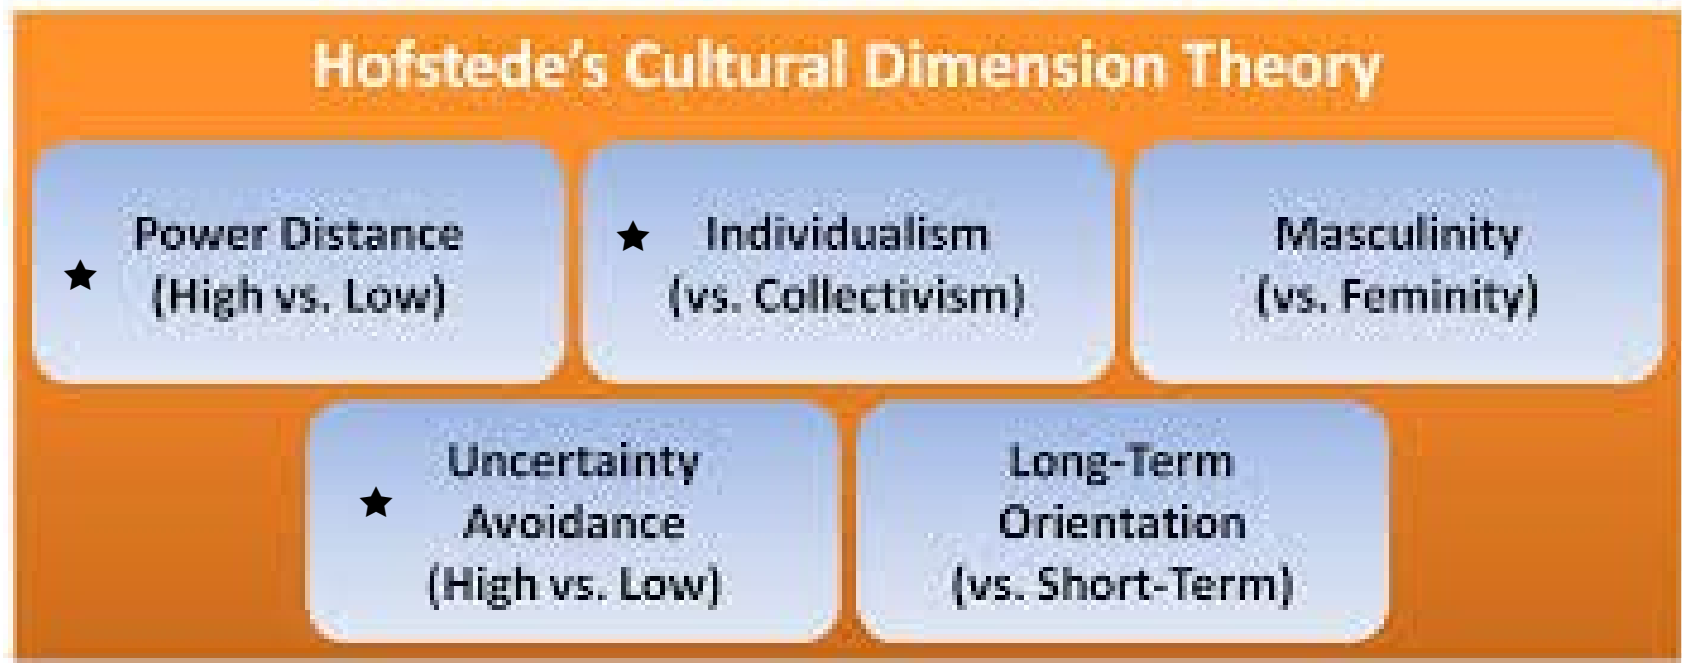 Hofstede's Cultural Dimension Theory
Power Distance
(High vs. Low)
Individualism
(vs. Collectivism)
Masculinity
(vs. Feminity)
Uncertainty
Avoidance
(High vs. Low)
Long-Term
Orientation
(vs. Short-Term)